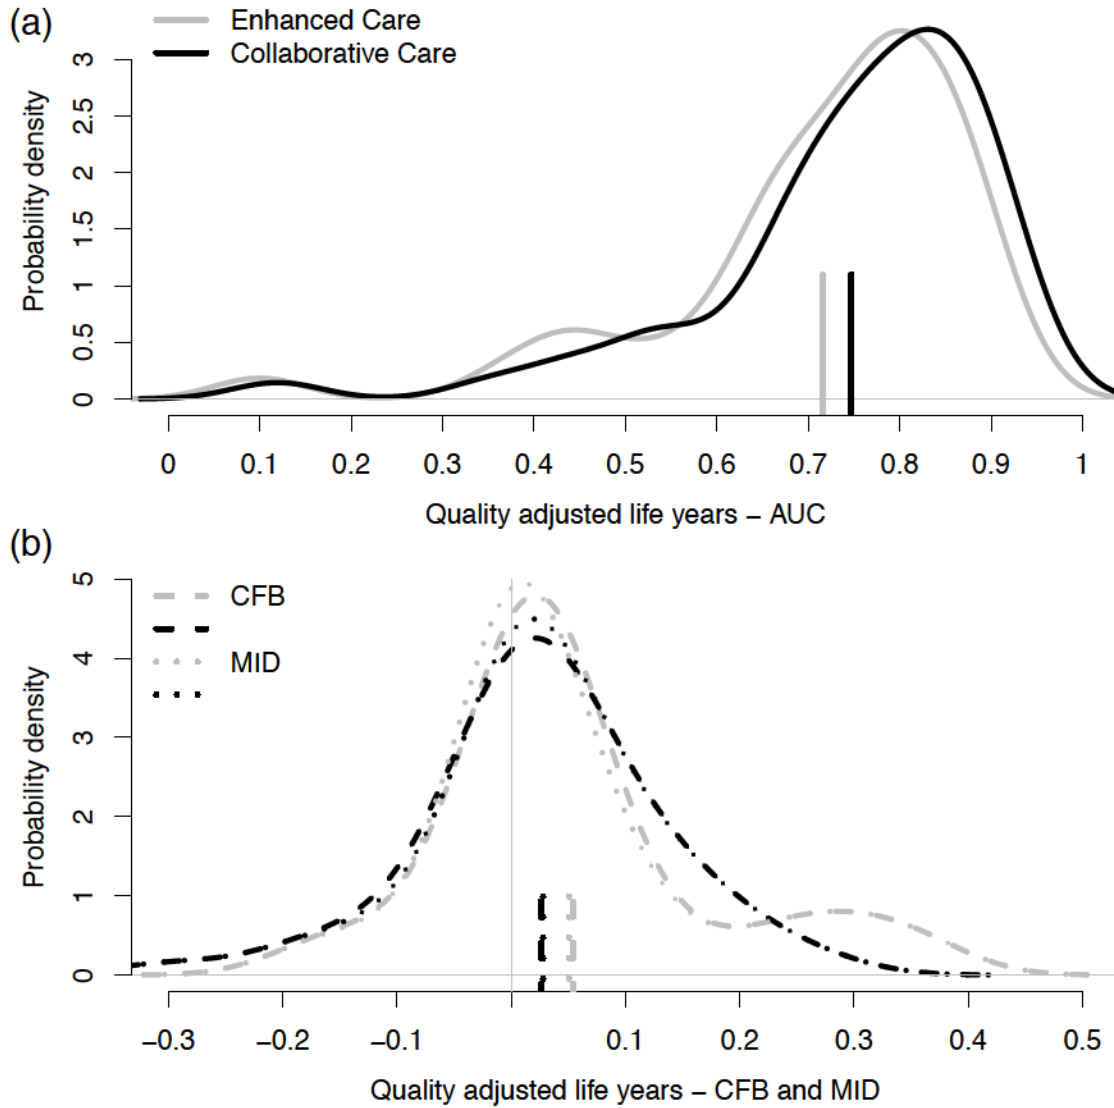 (a)
Enhanced Care
Collaborative Care
Probability density
0 0.5 1 1.5 2 2.5 3
0 0.1 0.2 0.3 0.4 0.5 0.6 0.7 0.8 0.9 1
Quality adjusted life years − AUC
(b)
CFB
MID
Probability density
0 1 2 3 4 5
−0.3 −0.2 −0.1 0.1 0.2 0.3 0.4 0.5
Quality adjusted life years − CFB and MID